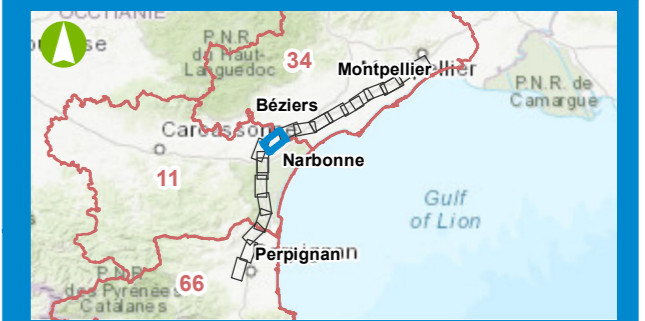 OCCITANIE
P.N.R.
du Haut-
Languedoc
34
Montpellier
P.N.R. de
Camargue
Béziers
Carcassonne
Narbonne
11
Gulf
of Lion
Perpignan
P.N.R.
des Pyrénées
Catalanes
66